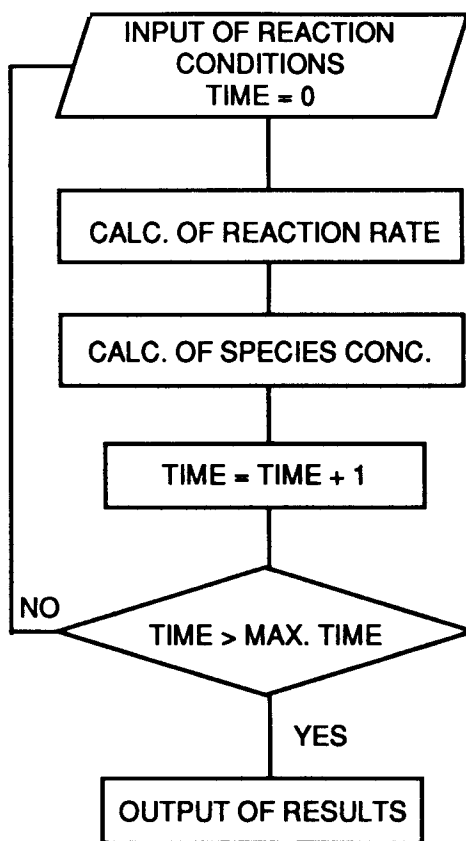 INPUT OF REACTION
CONDITIONS
TIME = 0
CALC. OF REACTION RATE
CALC. OF SPECIES CONC.
TIME = TIME + 1
NO
TIME > MAX. TIME
YES
OUTPUT OF RESULTS